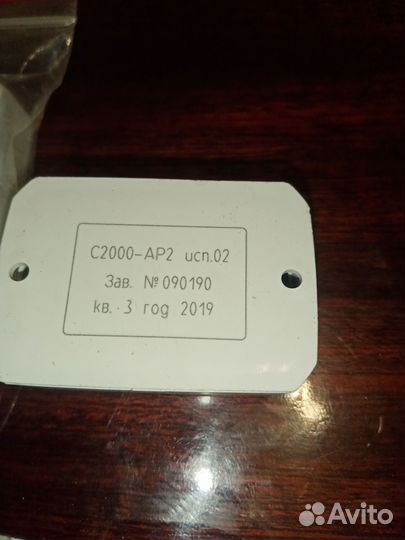 С2000-АР2 исп.02
Зав. № 090190
кв. 3 год 2019
Avito